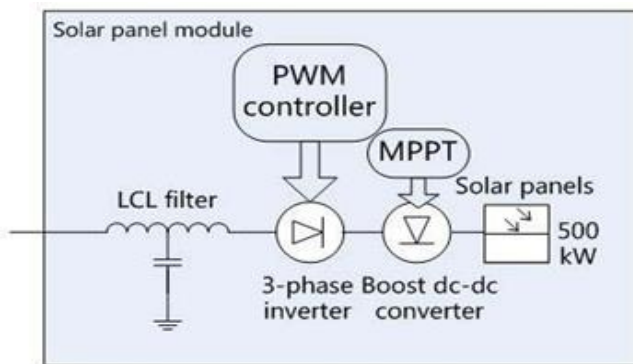 Solar panel module
PWM
controller
MPPT
LCL filter
Solar panels
500
kW
3-phase
inverter
Boost dc-dc
converter